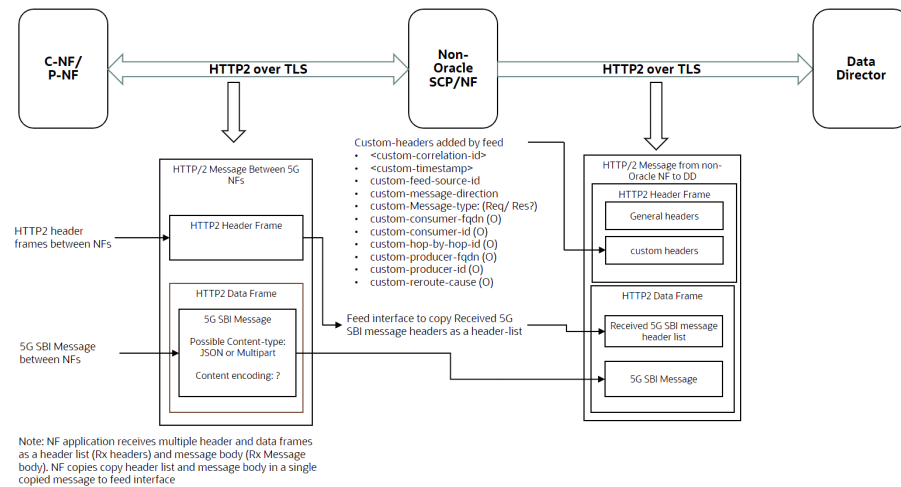 C-NF/
P-NF
HTTP2 over TLS
Non-
Oracle
SCP/NF
HTTP2 over TLS
Data
Director
HTTP/2 Message Between 5G
NFs
HTTP2 Header Frame
HTTP2 header
frames between NFs
HTTP2 Data Frame
5G SBI Message
Possible Content-type:
JSON or Multipart
Content encoding: ?
5G SBI Message
between NFs
Custom-headers added by feed
• <custom-correlation-id>
• <custom-timestamp>
• custom-feed-source-id
• custom-message-direction
• custom-Message-type: (Req/ Res?)
• custom-consumer-fqdn (O)
• custom-consumer-id (O)
• custom-hop-by-hop-id (O)
• custom-producer-fqdn (O)
• custom-producer-id (O)
• custom-reroute-cause (O)
Feed interface to copy Received 5G
SBI message headers as a header-list
HTTP/2 Message from non-
Oracle NF to DD
HTTP2 Header Frame
General headers
custom headers
HTTP2 Data Frame
Received 5G SBI message
header list
5G SBI Message
Note: NF application receives multiple header and data frames
as a header list (Rx headers) and message body (Rx Message
body). NF copies copy header list and message body in a single
copied message to feed interface